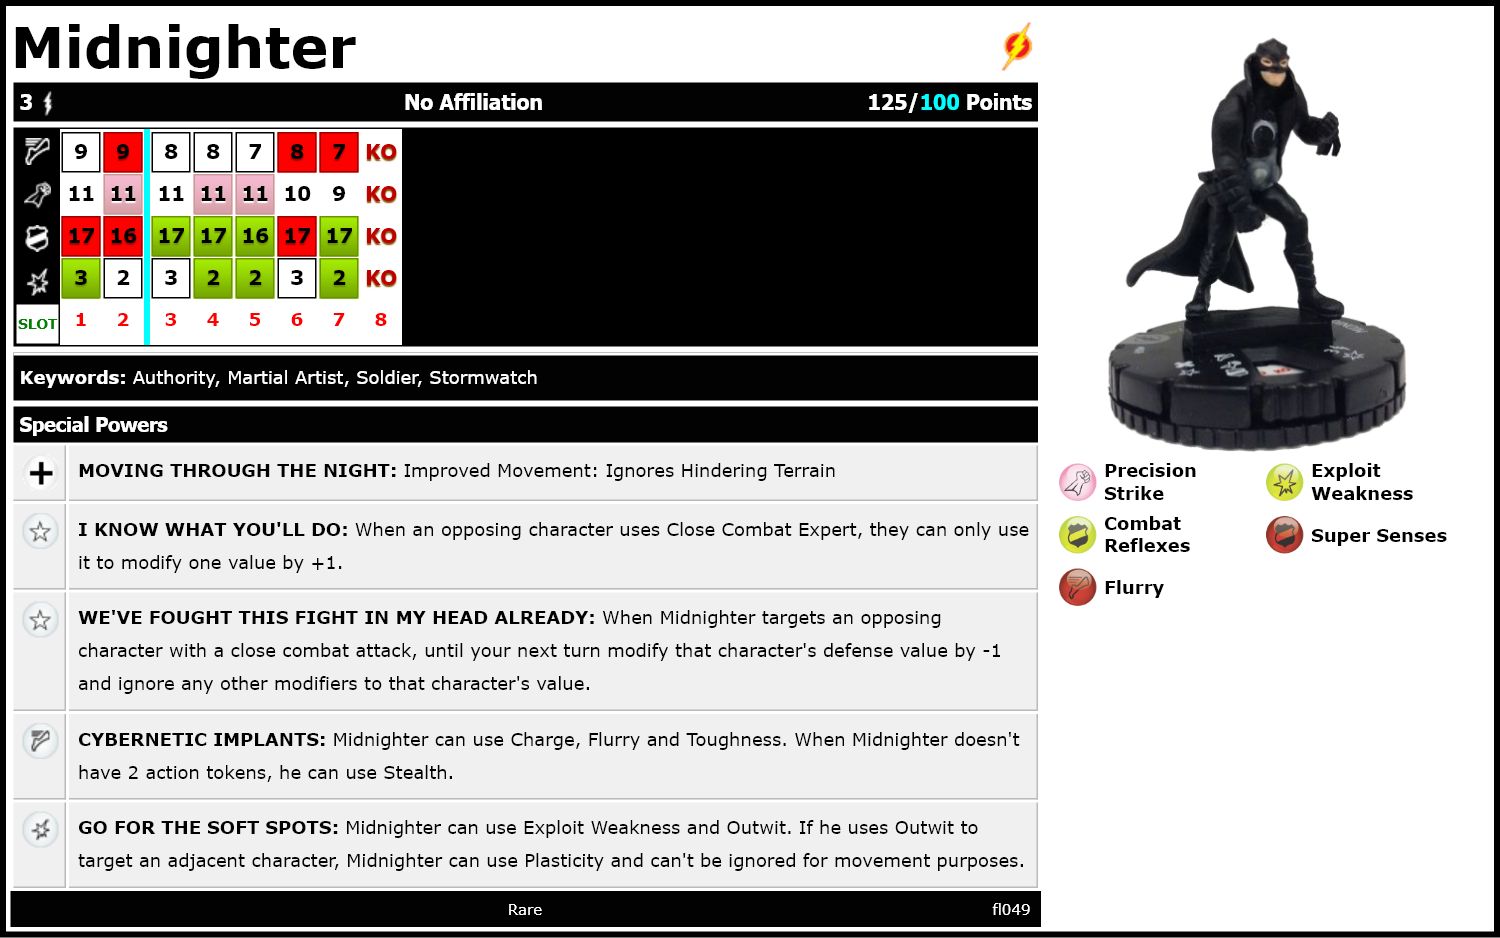 Midnighter
3 No Affiliation 125/100 Points
9 9 8 8 7 8 7 KO
11 11 11 11 11 10 9 KO
17 16 17 17 16 17 17 KO
3 2 3 2 2 3 2 KO
SLOT 1 2 3 4 5 6 7 8
Keywords: Authority, Martial Artist, Soldier, Stormwatch
Special Powers
MOVING THROUGH THE NIGHT: Improved Movement: Ignores Hindering Terrain
I KNOW WHAT YOU'LL DO: When an opposing character uses Close Combat Expert, they can only use
it to modify one value by +1.
WE'VE FOUGHT THIS FIGHT IN MY HEAD ALREADY: When Midnighter targets an opposing
character with a close combat attack, until your next turn modify that character's defense value by -1
and ignore any other modifiers to that character's value.
CYBERNETIC IMPLANTS: Midnighter can use Charge, Flurry and Toughness. When Midnighter doesn't
have 2 action tokens, he can use Stealth.
GO FOR THE SOFT SPOTS: Midnighter can use Exploit Weakness and Outwit. If he uses Outwit to
target an adjacent character, Midnighter can use Plasticity and can't be ignored for movement purposes.
Rare fl049
Precision
Strike
Exploit
Weakness
Combat
Reflexes
Super Senses
Flurry